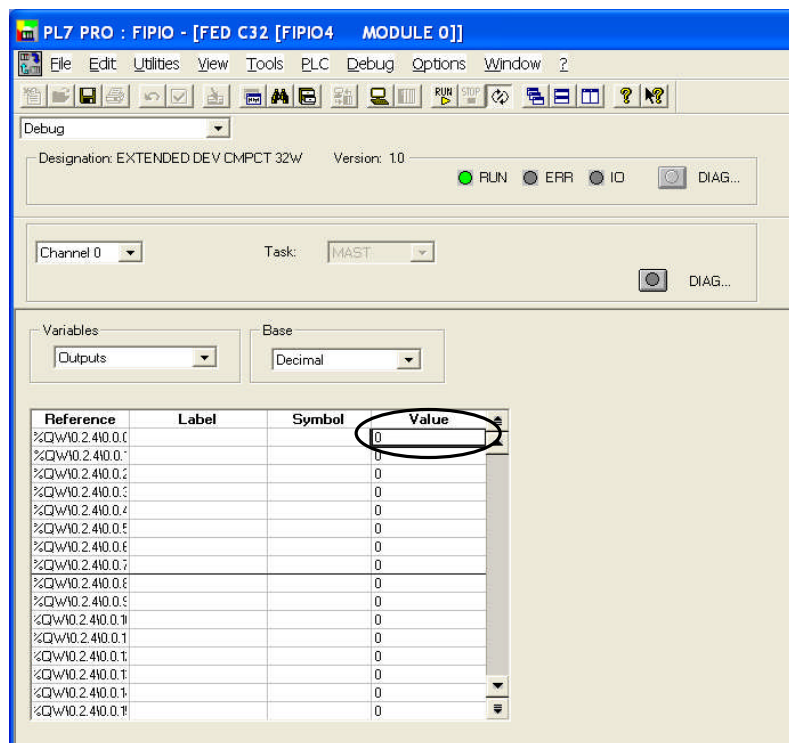 PL7 PRO : FIPIO - [FED C32 [FIPIO4 MODULE 0]]
File Edit Utilities View Tools PLC Debug Options Window ?
RUN STOP
Debug
Designation: EXTENDED DEV CMPCT 32W Version: 1.0
RUN ERR IO DIAG...
Channel 0 Task: MAST
DIAG...
Variables Base
Outputs Decimal
Reference Label Symbol Value
%QW\0.2.4\0.0.0 0
%QW\0.2.4\0.0. 0
%QW\0.2.4\0.0.2 0
%QW\0.2.4\0.0.3 0
%QW\0.2.4\0.0.4 0
%QW\0.2.4\0.0.5 0
%QW\0.2.4\0.0.6 0
%QW\0.2.4\0.0.7 0
%QW\0.2.4\0.0.8 0
%QW\0.2.4\0.0.9 0
%QW\0.2.4\0.0.1 0
%QW\0.2.4\0.0.1 0
%QW\0.2.4\0.0.1 0
%QW\0.2.4\0.0.1 0
%QW\0.2.4\0.0.1 0
%QW\0.2.4\0.0.1 0